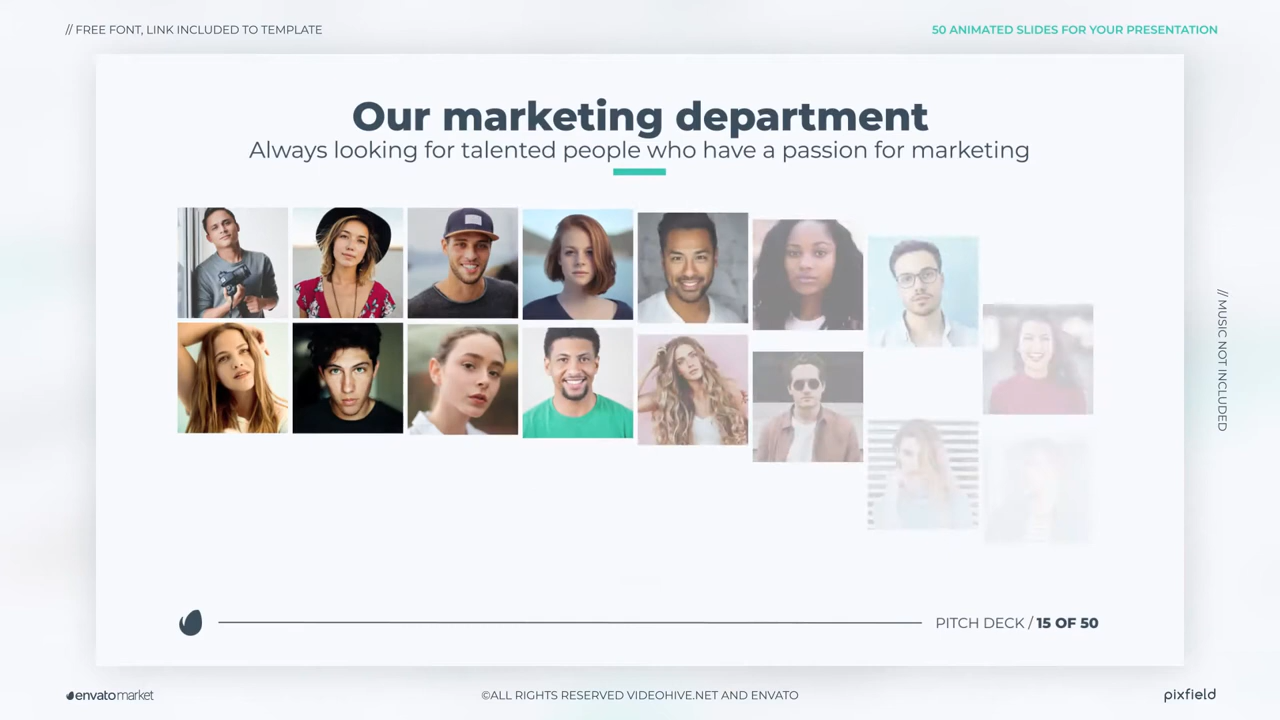 // FREE FONT, LINK INCLUDED TO TEMPLATE
50 ANIMATED SLIDES FOR YOUR PRESENTATION
Our marketing department
Always looking for talented people who have a passion for marketing
// MUSIC NOT INCLUDED
PITCH DECK / 15 OF 50
envatomarket
©ALL RIGHTS RESERVED VIDEOHIVE.NET AND ENVATO
pixfield